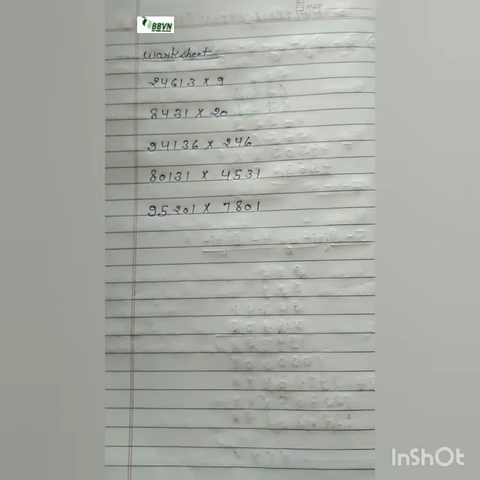 BBVN
Worksheet
24613 x 9
8431 x 20
94136 x 246
80131 x 4531
95201 x 7801
InShOt